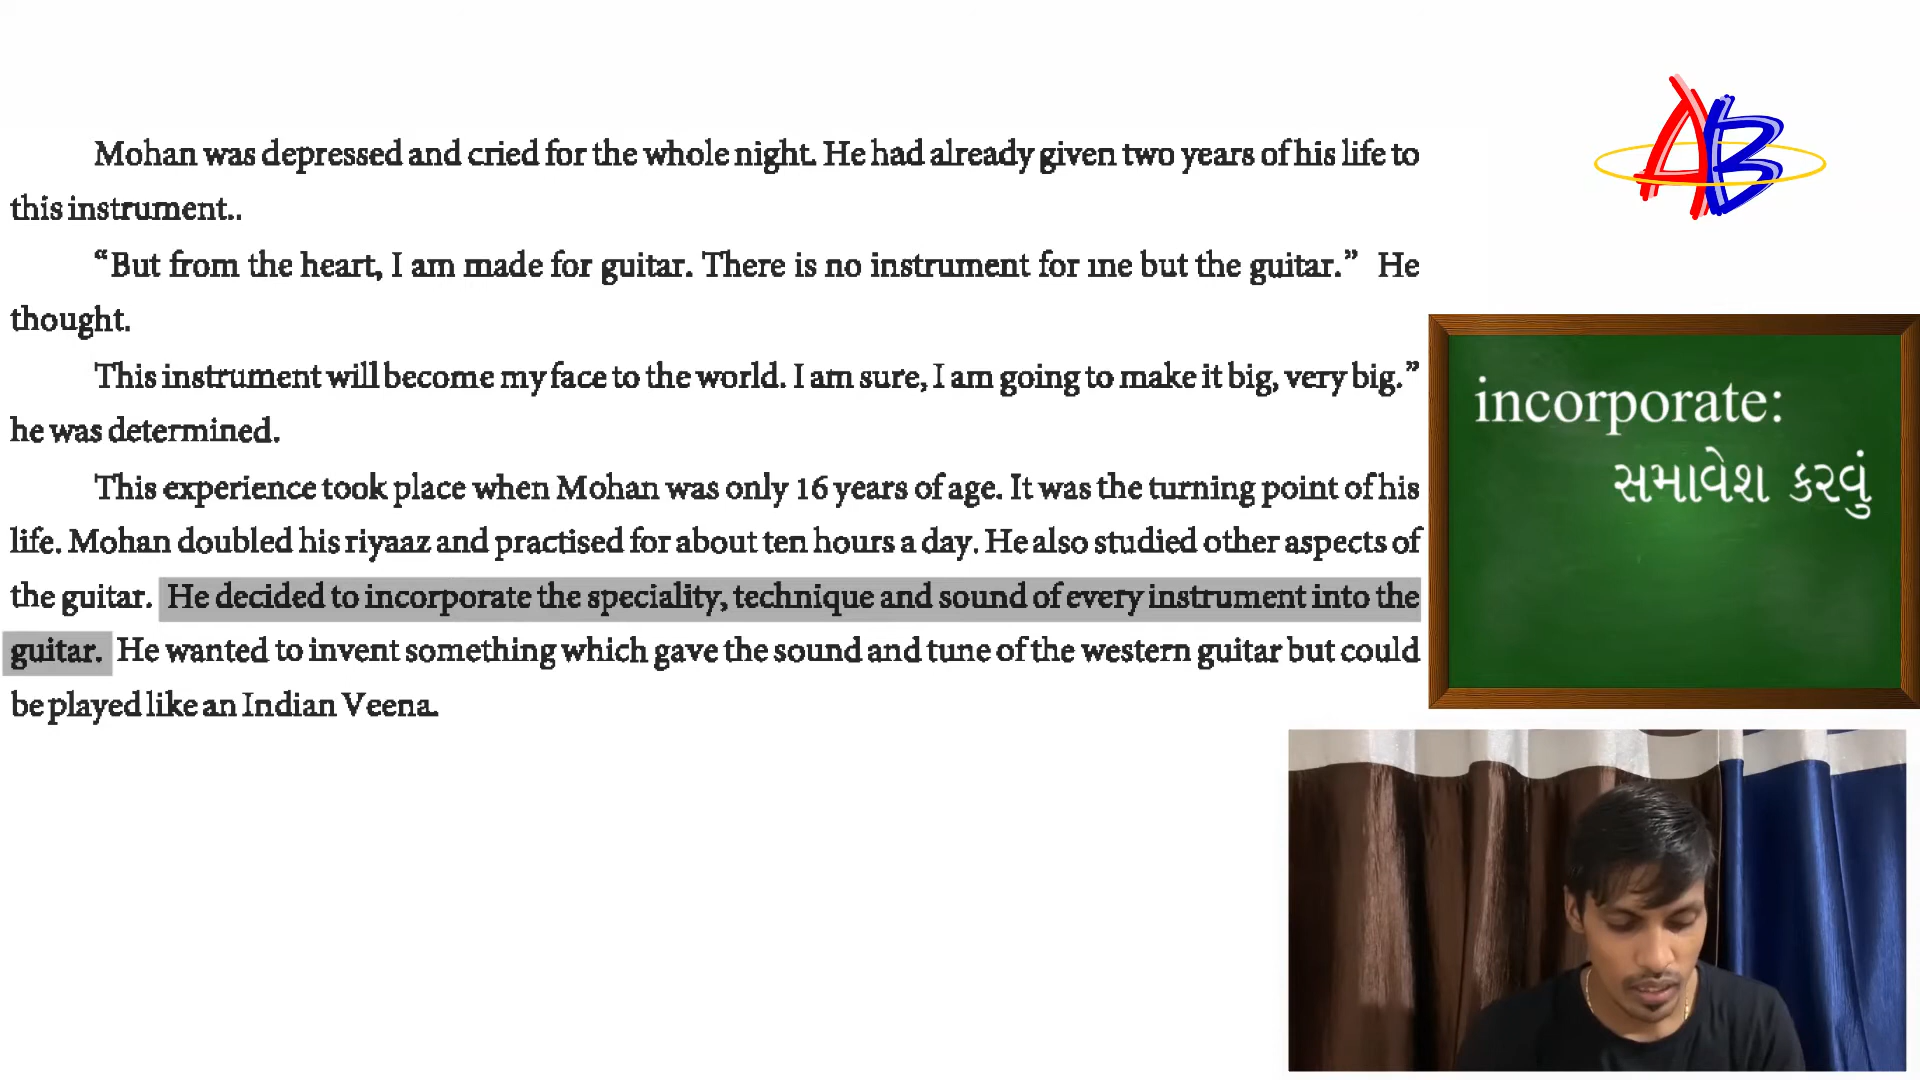 Mohan was depressed and cried for the whole night. He had already given two years of his life to
this instrument..
“But from the heart, I am made for guitar. There is no instrument for me but the guitar.” He
thought.
This instrument will become my face to the world. I am sure, I am going to make it big, very big.”
he was determined.
This experience took place when Mohan was only 16 years of age. It was the turning point of his
life. Mohan doubled his riyaaz and practised for about ten hours a day. He also studied other aspects of
the guitar. He decided to incorporate the speciality, technique and sound of every instrument into the
guitar. He wanted to invent something which gave the sound and tune of the western guitar but could
be played like an Indian Veena.
AB
incorporate:
સમાવેશ કરવું